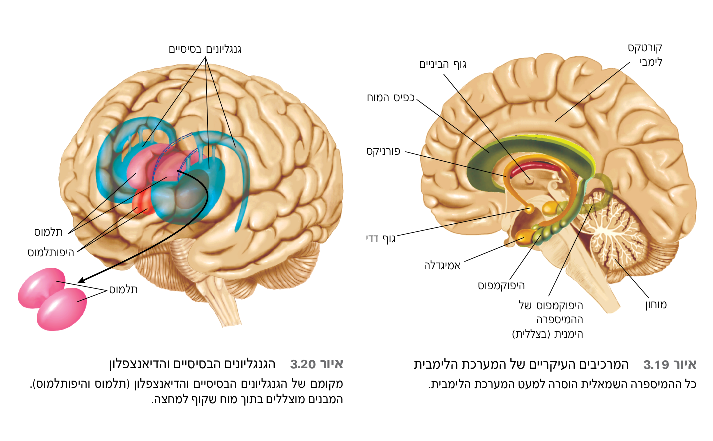 קורטקס
לימבי
גוף הביניים
כפיס המוח
פורניקס
גוף דדי
אמיגדלה
היפוקמפוס
היפוקמפוס של
ההמיספרה
הימנית (בצללית)
מוחון
איור 3.19 המרכיבים העיקריים של המערכת הלימבית
כל ההמיספרה השמאלית הוסרה למעט המערכת הלימבית.
גנגליונים בסיסיים
תלמוס
היפותלמוס
תלמוס
איור 3.20 הגנגליונים הבסיסיים והדיאנצפלון
מקומם של הגנגליונים הבסיסיים והדיאנצפלון (תלמוס והיפותלמוס).
המבנים מוצללים בתוך מוח שקוף למחצה.